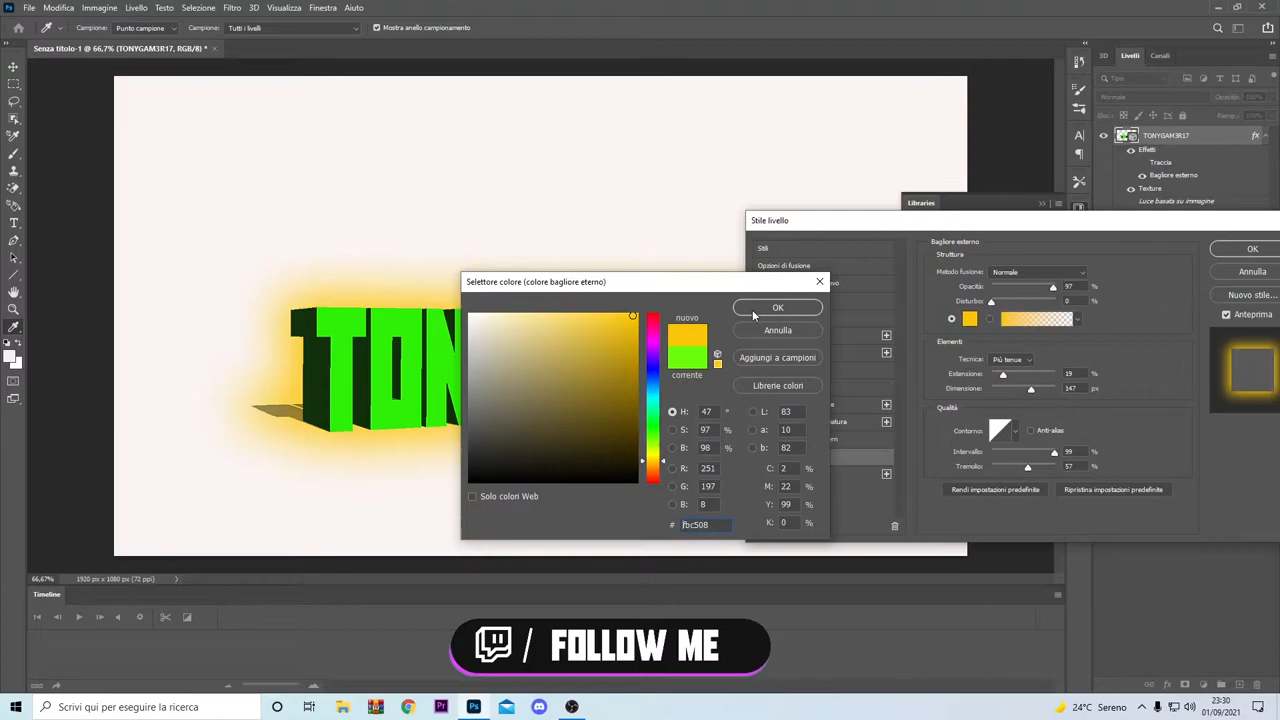 File Modifica Immagine Livello Testo Selezione Filtro 3D Visualizza Finestra Aiuto
Campione: Punto campione Campione: Tutti i livelli Mostra anello campionamento
Senza titolo-1 @ 66,7% (TONYGAM3R17, RGB/8) *
3D Livelli Canali
Tipo
Normale Opacità: 100%
Bloc.: Riemp.: 100%
TONYGAM3R17 fx
Effetti
Traccia
Bagliore esterno
Texture
Luce basata su immagine
Libraries
Stile livello
Stili
Opzioni di fusione
Bagliore esterno
Struttura
Metodo fusione: Normale
Opacità: 97 %
Disturbo: 0 %
Elementi
Tecnica: Più tenue
Estensione: 19 %
Dimensione: 147 px
Qualità
Contorno: Anti-alias
Intervallo: 99 %
Tremolio: 57 %
Rendi impostazioni predefinite Ripristina impostazioni predefinite
OK
Annulla
Nuovo stile...
Anteprima
TON
Selettore colore (colore bagliore eterno)
nuovo
corrente
OK
Annulla
Aggiungi a campioni
Librerie colori
H: 47 ° L: 83
S: 97 % a: 10
B: 98 % b: 82
R: 251 C: 2 %
G: 197 M: 22 %
B: 8 Y: 99 %
# fbc508 K: 0 %
Solo colori Web
66,67% 1920 px x 1080 px (72 ppi)
Timeline
/ FOLLOW ME
Scrivi qui per eseguire la ricerca
24°C Sereno
23:30
01/09/2021